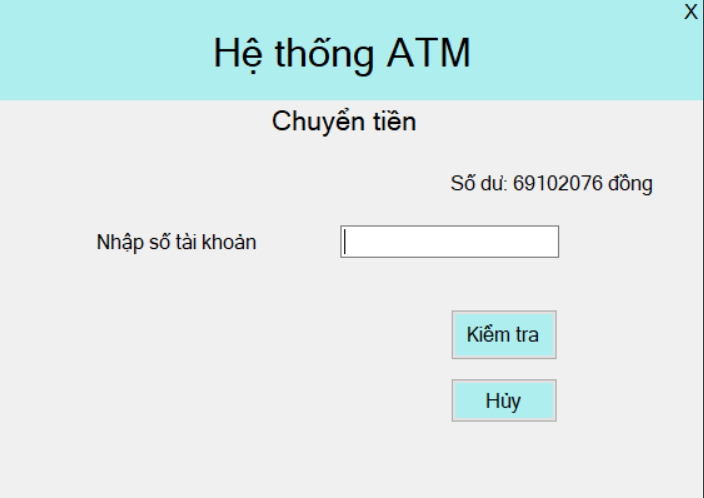 X
Hệ thống ATM
Chuyển tiền
Số dư: 69102076 đồng
Nhập số tài khoản
Kiểm tra
Hủy